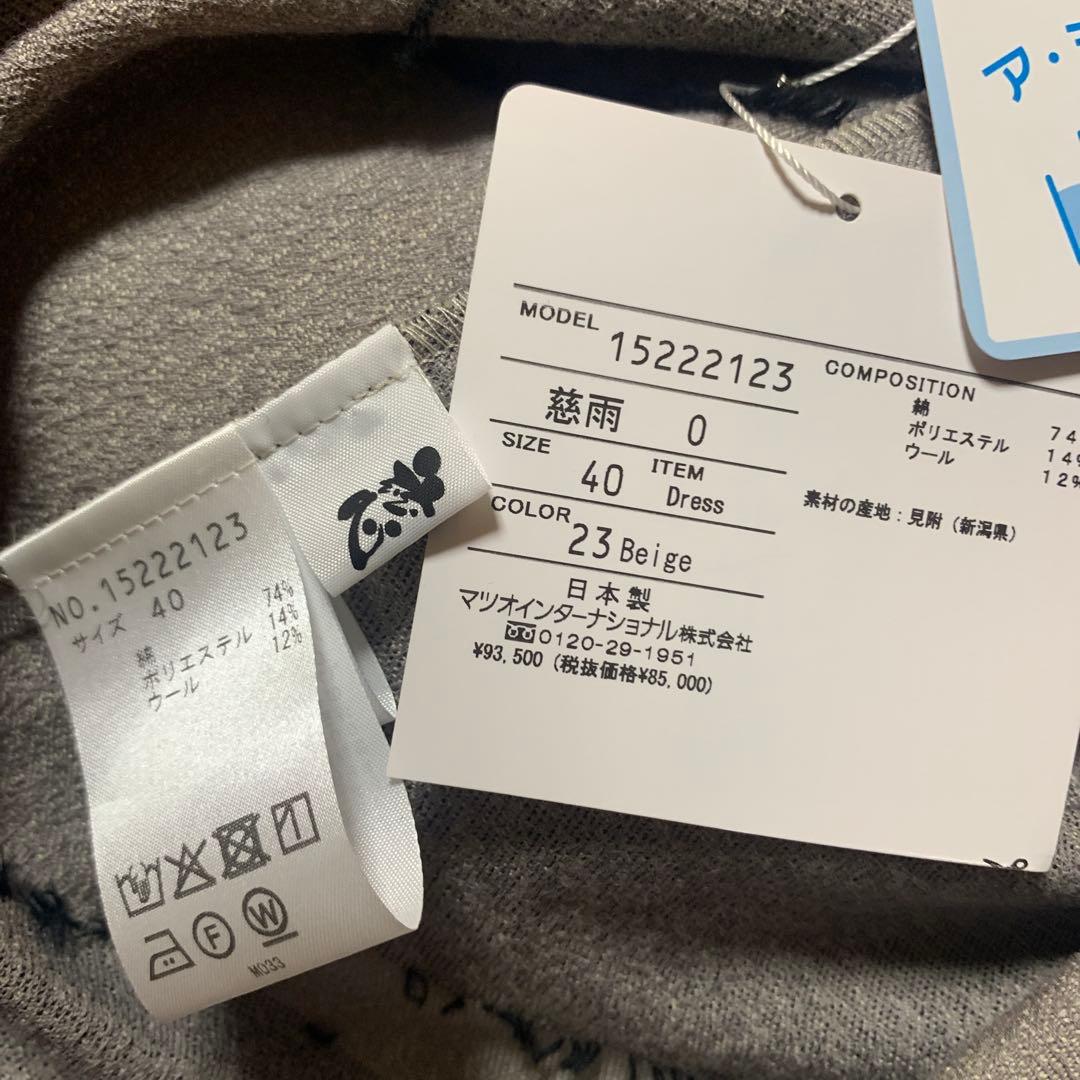 ア・
MODEL 15222123
慈雨 0
SIZE 40 ITEM Dress
COLOR 23 Beige
日本製
マツオインターナショナル株式会社
0120-29-1951
¥93,500 (税抜価格¥85,000)
COMPOSITION
綿 74
ポリエステル 14%
ウール 12%
素材の産地:見附(新潟県)
NO.15222123
サイズ 40
綿 74%
ポリエステル 14%
ウール 12%
F W
M033